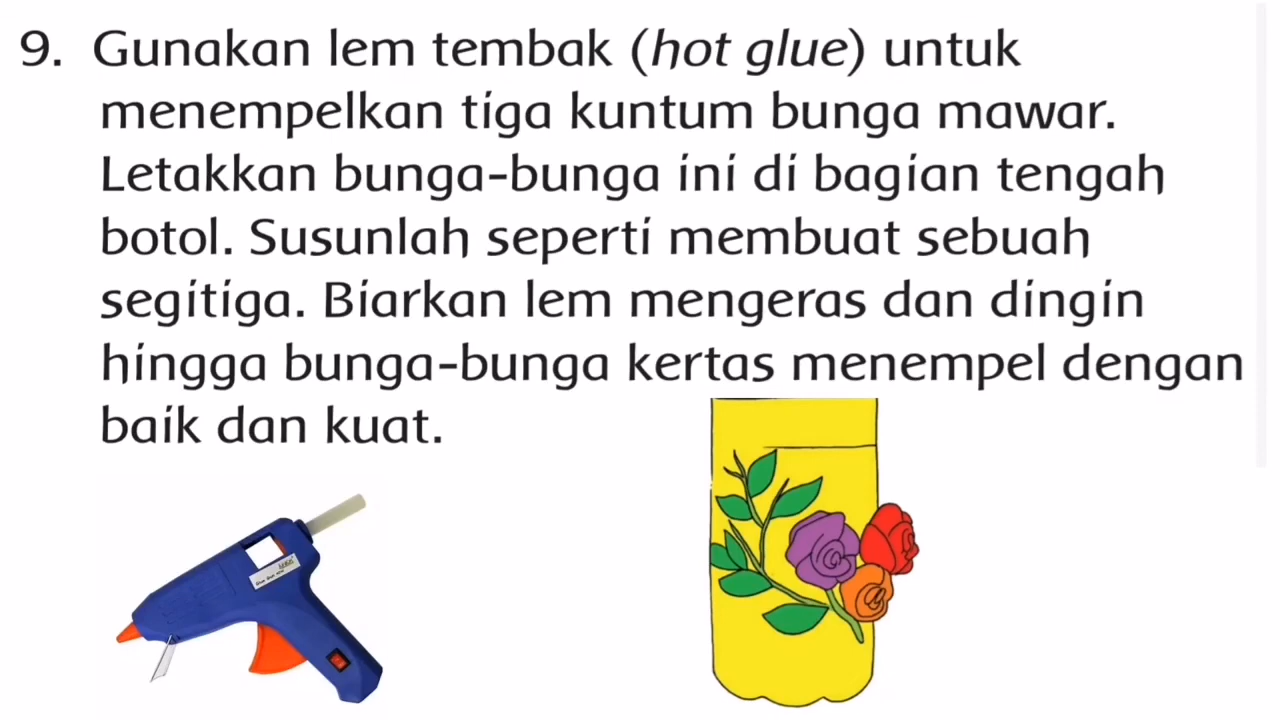 9. Gunakan lem tembak (hot glue) untuk
menempelkan tiga kuntum bunga mawar.
Letakkan bunga-bunga ini di bagian tengah
botol. Susunlah seperti membuat sebuah
segitiga. Biarkan lem mengeras dan dingin
hingga bunga-bunga kertas menempel dengan
baik dan kuat.